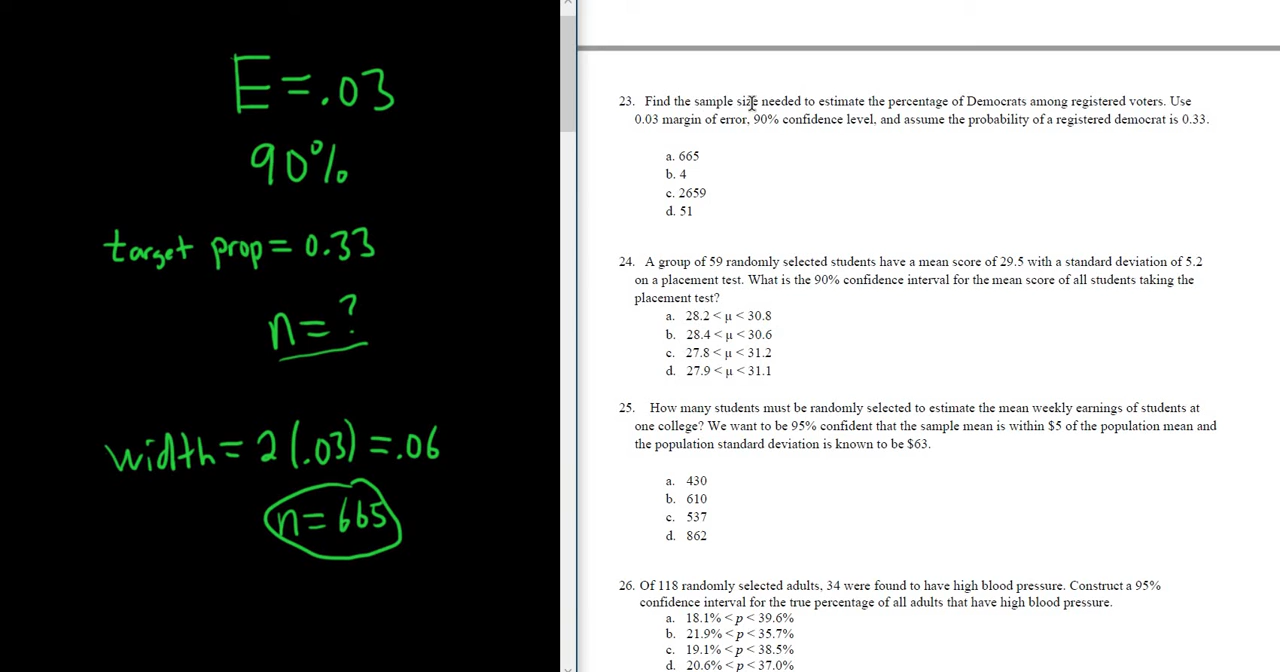 E = .03
90%
target prop = 0.33
n = ?
width = 2 (.03) = .06
n = 665
23. Find the sample size needed to estimate the percentage of Democrats among registered voters. Use
0.03 margin of error, 90% confidence level, and assume the probability of a registered democrat is 0.33.
a. 665
b. 4
c. 2659
d. 51
24. A group of 59 randomly selected students have a mean score of 29.5 with a standard deviation of 5.2
on a placement test. What is the 90% confidence interval for the mean score of all students taking the
placement test?
a. 28.2 < μ < 30.8
b. 28.4 < μ < 30.6
c. 27.8 < μ < 31.2
d. 27.9 < μ < 31.1
25. How many students must be randomly selected to estimate the mean weekly earnings of students at
one college? We want to be 95% confident that the sample mean is within $5 of the population mean and
the population standard deviation is known to be $63.
a. 430
b. 610
c. 537
d. 862
26. Of 118 randomly selected adults, 34 were found to have high blood pressure. Construct a 95%
confidence interval for the true percentage of all adults that have high blood pressure.
a. 18.1% < p < 39.6%
b. 21.9% < p < 35.7%
c. 19.1% < p < 38.5%
d. 20.6% < p < 37.0%